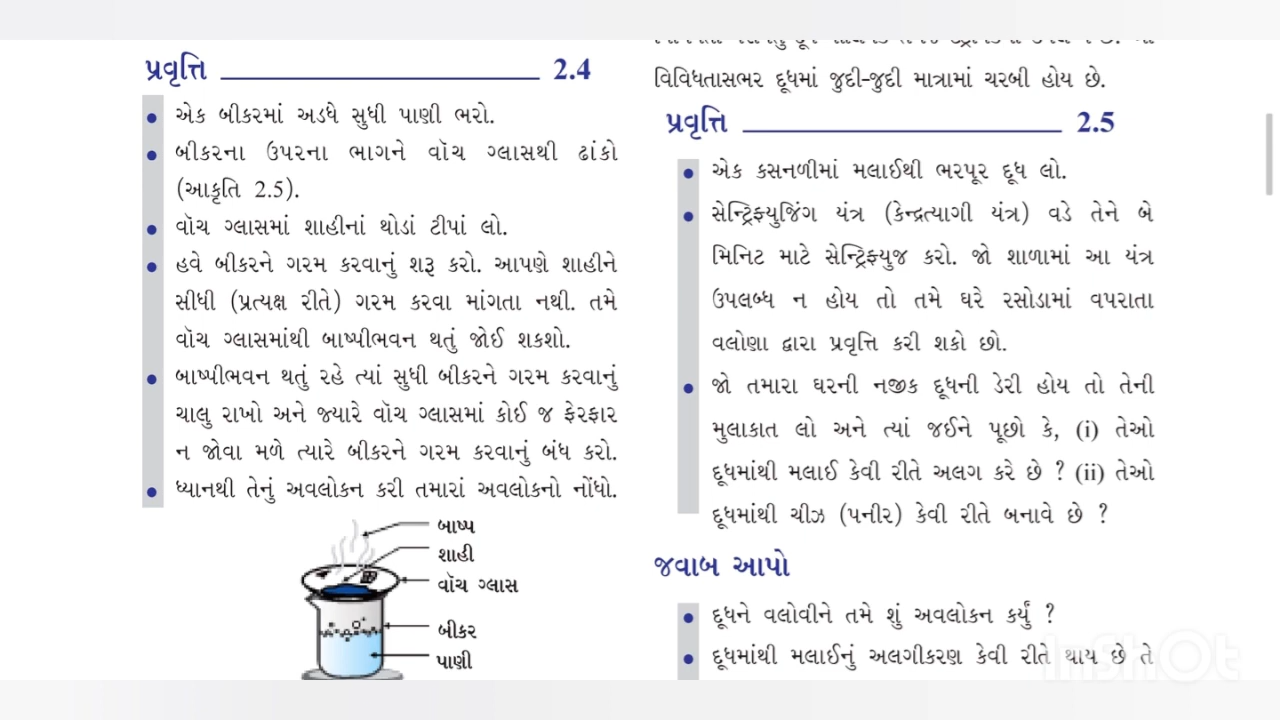 પ્રવૃત્તિ ________________ 2.4
• એક બીકરમાં અડધે સુધી પાણી ભરો.
• બીકરના ઉપરના ભાગને વૉચ ગ્લાસથી ઢાંકો
(આકૃતિ 2.5).
• વૉચ ગ્લાસમાં શાહીનાં થોડાં ટીપાં લો.
• હવે બીકરને ગરમ કરવાનું શરૂ કરો. આપણે શાહીને
સીધી (પ્રત્યક્ષ રીતે) ગરમ કરવા માંગતા નથી. તમે
વૉચ ગ્લાસમાંથી બાષ્પીભવન થતું જોઈ શકશો.
• બાષ્પીભવન થતું રહે ત્યાં સુધી બીકરને ગરમ કરવાનું
ચાલુ રાખો અને જ્યારે વૉચ ગ્લાસમાં કોઈ જ ફેરફાર
ન જોવા મળે ત્યારે બીકરને ગરમ કરવાનું બંધ કરો.
• ધ્યાનથી તેનું અવલોકન કરી તમારાં અવલોકનો નોંધો.
બાષ્પ
શાહી
વૉચ ગ્લાસ
બીકર
પાણી
વિવિધતાસભર દૂધમાં જુદી-જુદી માત્રામાં ચરબી હોય છે.
પ્રવૃત્તિ ________________ 2.5
• એક કસનળીમાં મલાઈથી ભરપૂર દૂધ લો.
• સેન્ટ્રિફ્યુજિંગ યંત્ર (કેન્દ્રત્યાગી યંત્ર) વડે તેને બે
મિનિટ માટે સેન્ટ્રિફ્યુજ કરો. જો શાળામાં આ યંત્ર
ઉપલબ્ધ ન હોય તો તમે ઘરે રસોડામાં વપરાતા
વલોણા દ્વારા પ્રવૃત્તિ કરી શકો છો.
• જો તમારા ઘરની નજીક દૂધની ડેરી હોય તો તેની
મુલાકાત લો અને ત્યાં જઈને પૂછો કે, (i) તેઓ
દૂધમાંથી મલાઈ કેવી રીતે અલગ કરે છે ? (ii) તેઓ
દૂધમાંથી ચીઝ (પનીર) કેવી રીતે બનાવે છે ?
જવાબ આપો
• દૂધને વલોવીને તમે શું અવલોકન કર્યું ?
• દૂધમાંથી મલાઈનું અલગીકરણ કેવી રીતે થાય છે તે
InShOt